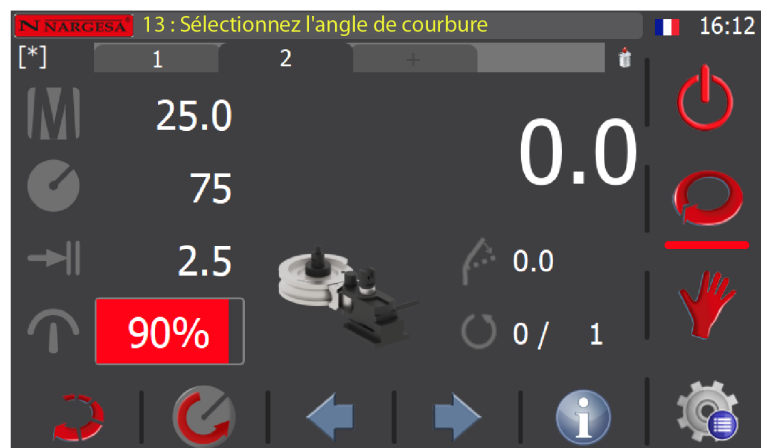 N NARGESA® 13 : Sélectionnez l'angle de courbure 16:12
[*] 1 2 +
25.0 0.0
75
2.5 0.0
90% 0 / 1